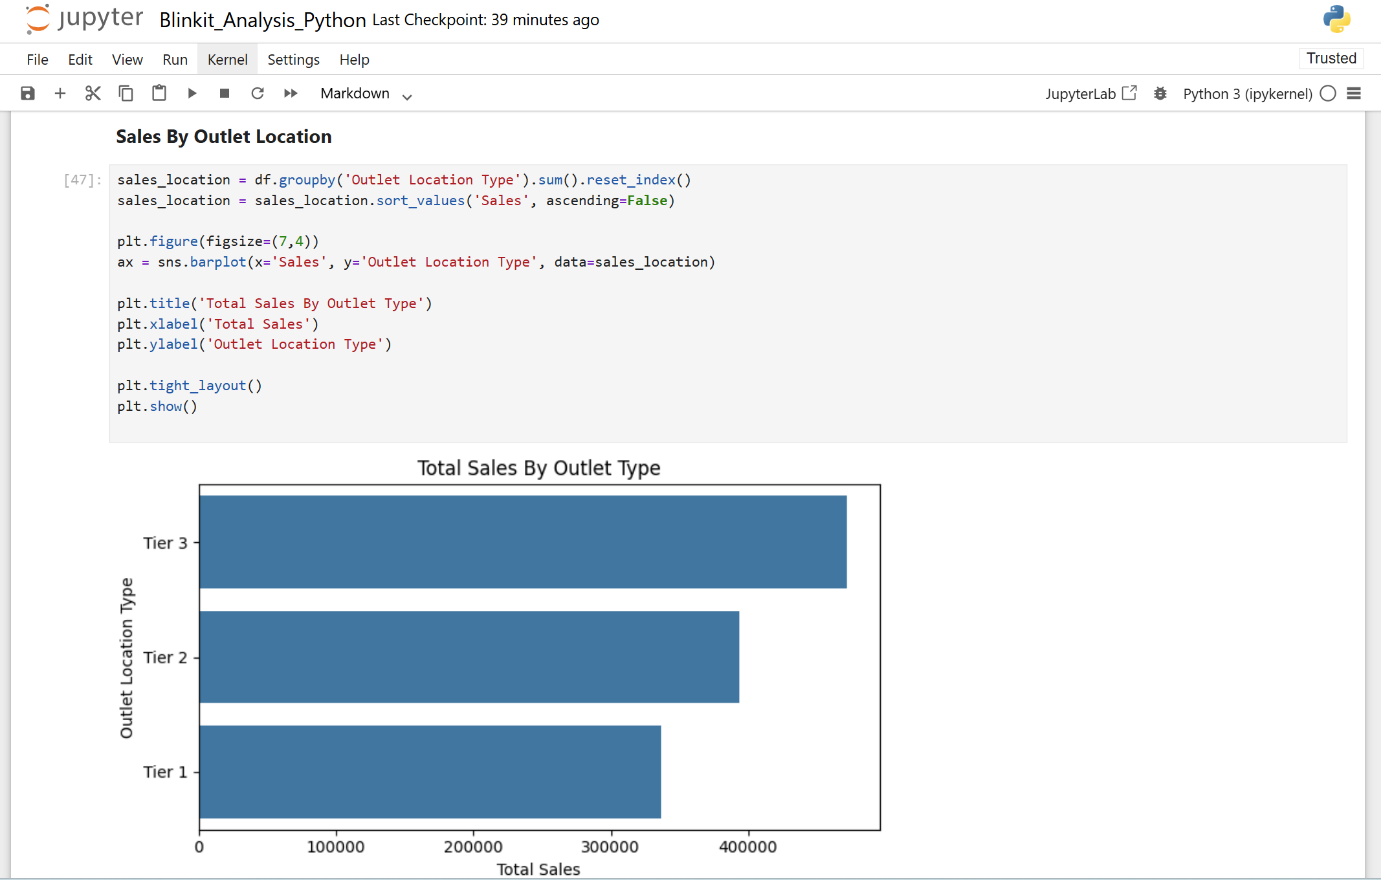 jupyter Blinkit_Analysis_Python Last Checkpoint: 39 minutes ago
File Edit View Run Kernel Settings Help Trusted
Markdown JupyterLab Python 3 (ipykernel)
Sales By Outlet Location
[47]: sales_location = df.groupby('Outlet Location Type').sum().reset_index()
sales_location = sales_location.sort_values('Sales', ascending=False)
plt.figure(figsize=(7,4))
ax = sns.barplot(x='Sales', y='Outlet Location Type', data=sales_location)
plt.title('Total Sales By Outlet Type')
plt.xlabel('Total Sales')
plt.ylabel('Outlet Location Type')
plt.tight_layout()
plt.show()
Total Sales By Outlet Type
Outlet Location Type
Tier 3
Tier 2
Tier 1
0 100000 200000 300000 400000
Total Sales